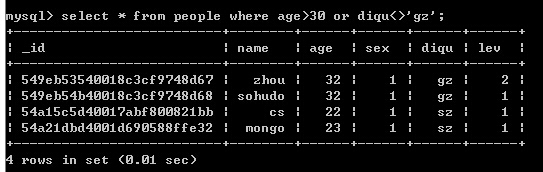 mysql> select * from people where age>30 or diqu<>'gz';
+--------------------------+--------+------+------+------+------+
| _id | name | age | sex | diqu | lev |
+--------------------------+--------+------+------+------+------+
| 549eb53540018c3cf9748d67 | zhou | 32 | 1 | gz | 2 |
| 549eb54b40018c3cf9748d68 | sohudo | 32 | 1 | gz | 1 |
| 54a15c5d40017abf800821bb | cs | 22 | 1 | sz | 1 |
| 54a21dbd4001d690588ffe32 | mongo | 23 | 1 | sz | 1 |
+--------------------------+--------+------+------+------+------+
4 rows in set (0.01 sec)